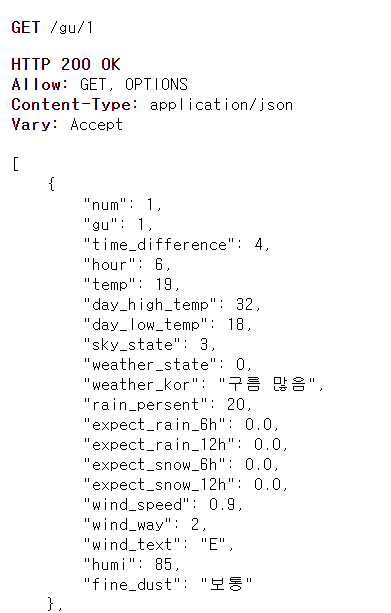 GET /gu/1
HTTP 200 OK
Allow: GET, OPTIONS
Content-Type: application/json
Vary: Accept
[
{
"num": 1,
"gu": 1,
"time_difference": 4,
"hour": 6,
"temp": 19,
"day_high_temp": 32,
"day_low_temp": 18,
"sky_state": 3,
"weather_state": 0,
"weather_kor": "구름 많음",
"rain_persent": 20,
"expect_rain_6h": 0.0,
"expect_rain_12h": 0.0,
"expect_snow_6h": 0.0,
"expect_snow_12h": 0.0,
"wind_speed": 0.9,
"wind_way": 2,
"wind_text": "E",
"humi": 85,
"fine_dust": "보통"
},